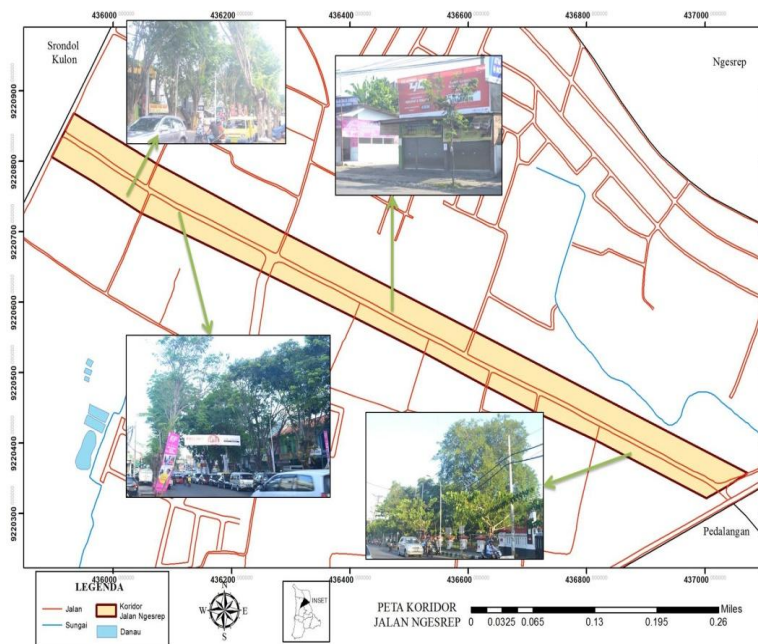 436000 436200 436400 436600 436800 437000
Srondol
Kulon
Ngesrep
9220900
9220800
9220700
9220600
9220500
9220400
9220300
Pedalangan
436000 436200 436400 436600 436800 437000
LEGENDA
Jalan
Sungai
Koridor
Jalan Ngesrep
Danau
N
W E
S
INSET
PETA KORIDOR
JALAN NGESREP
Miles
0 0.0325 0.065 0.13 0.195 0.26